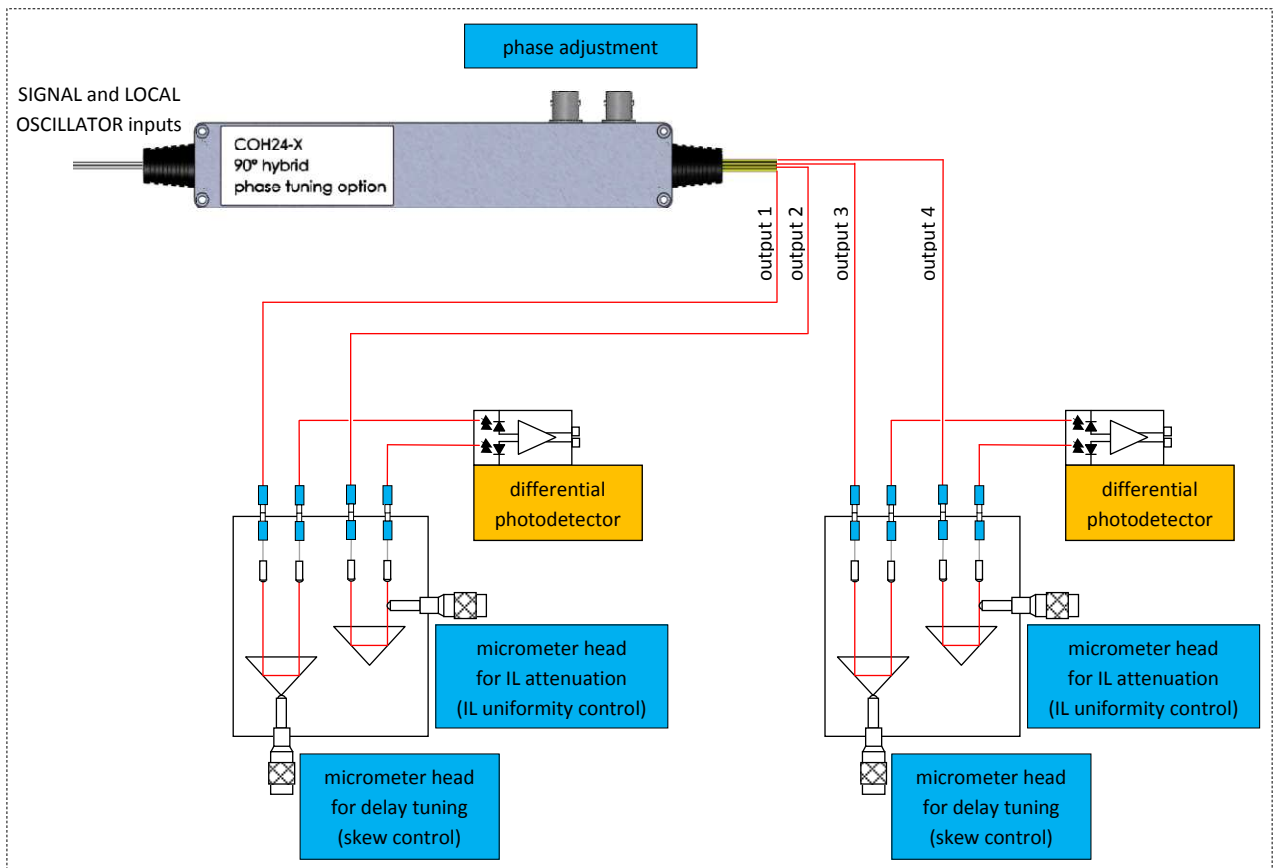 phase adjustment
SIGNAL and LOCAL
OSCILLATOR inputs
COH24-X
90° hybrid
phase tuning option
output 1
output 2
output 3
output 4
differential
photodetector
differential
photodetector
micrometer head
for IL attenuation
(IL uniformity control)
micrometer head
for IL attenuation
(IL uniformity control)
micrometer head
for delay tuning
(skew control)
micrometer head
for delay tuning
(skew control)